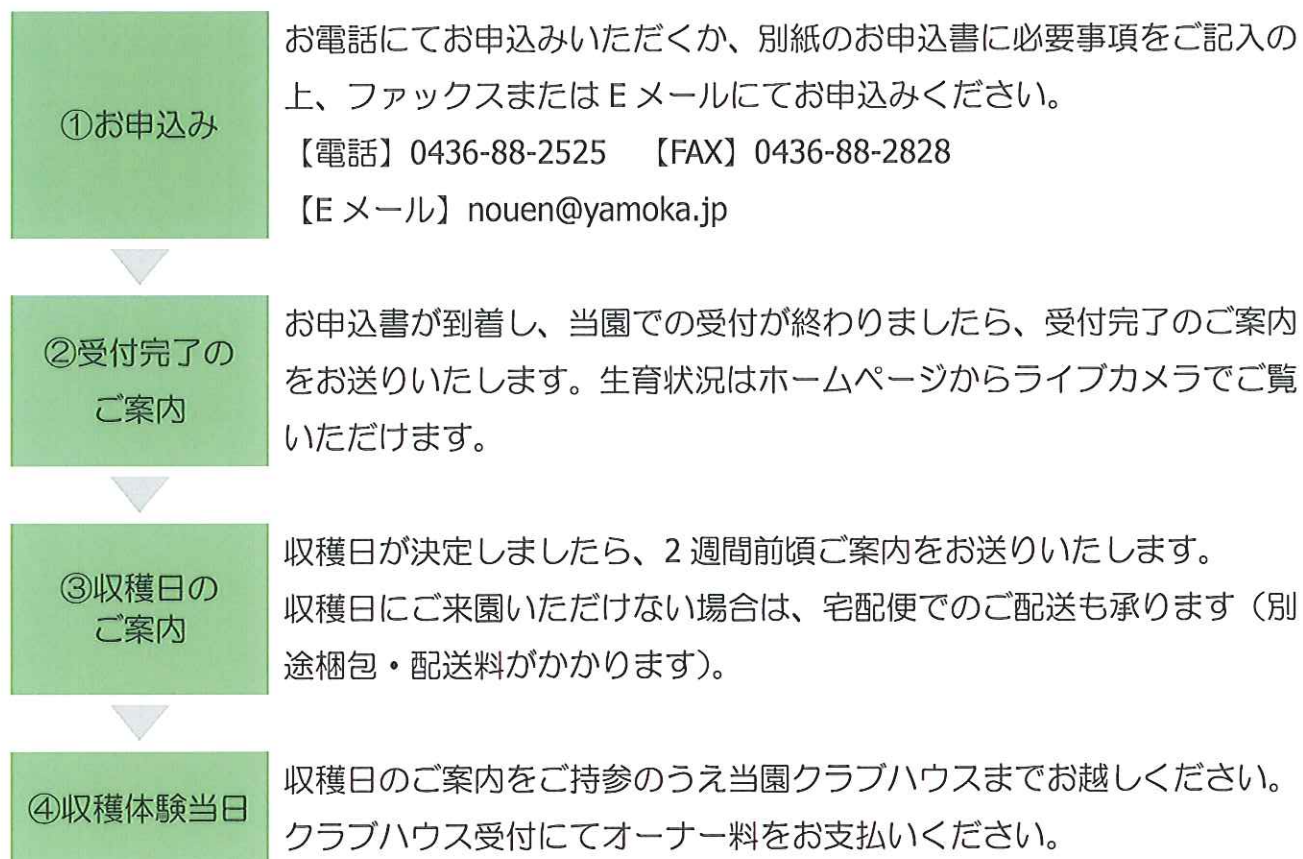 ①お申込み
お電話にてお申込みいただくか、別紙のお申込書に必要事項をご記入の
上、ファックスまたは E メールにてお申込みください。
【電話】0436-88-2525 【FAX】0436-88-2828
【E メール】nouen@yamoka.jp
②受付完了の
ご案内
お申込書が到着し、当園での受付が終わりましたら、受付完了のご案内
をお送りいたします。生育状況はホームページからライブカメラでご覧
いただけます。
③収穫日の
ご案内
収穫日が決定しましたら、2 週間前頃ご案内をお送りいたします。
収穫日にご来園いただけない場合は、宅配便でのご配送も承ります（別
途梱包・配送料がかかります）。
④収穫体験当日
収穫日のご案内をご持参のうえ当園クラブハウスまでお越しください。
クラブハウス受付にてオーナー料をお支払いください。